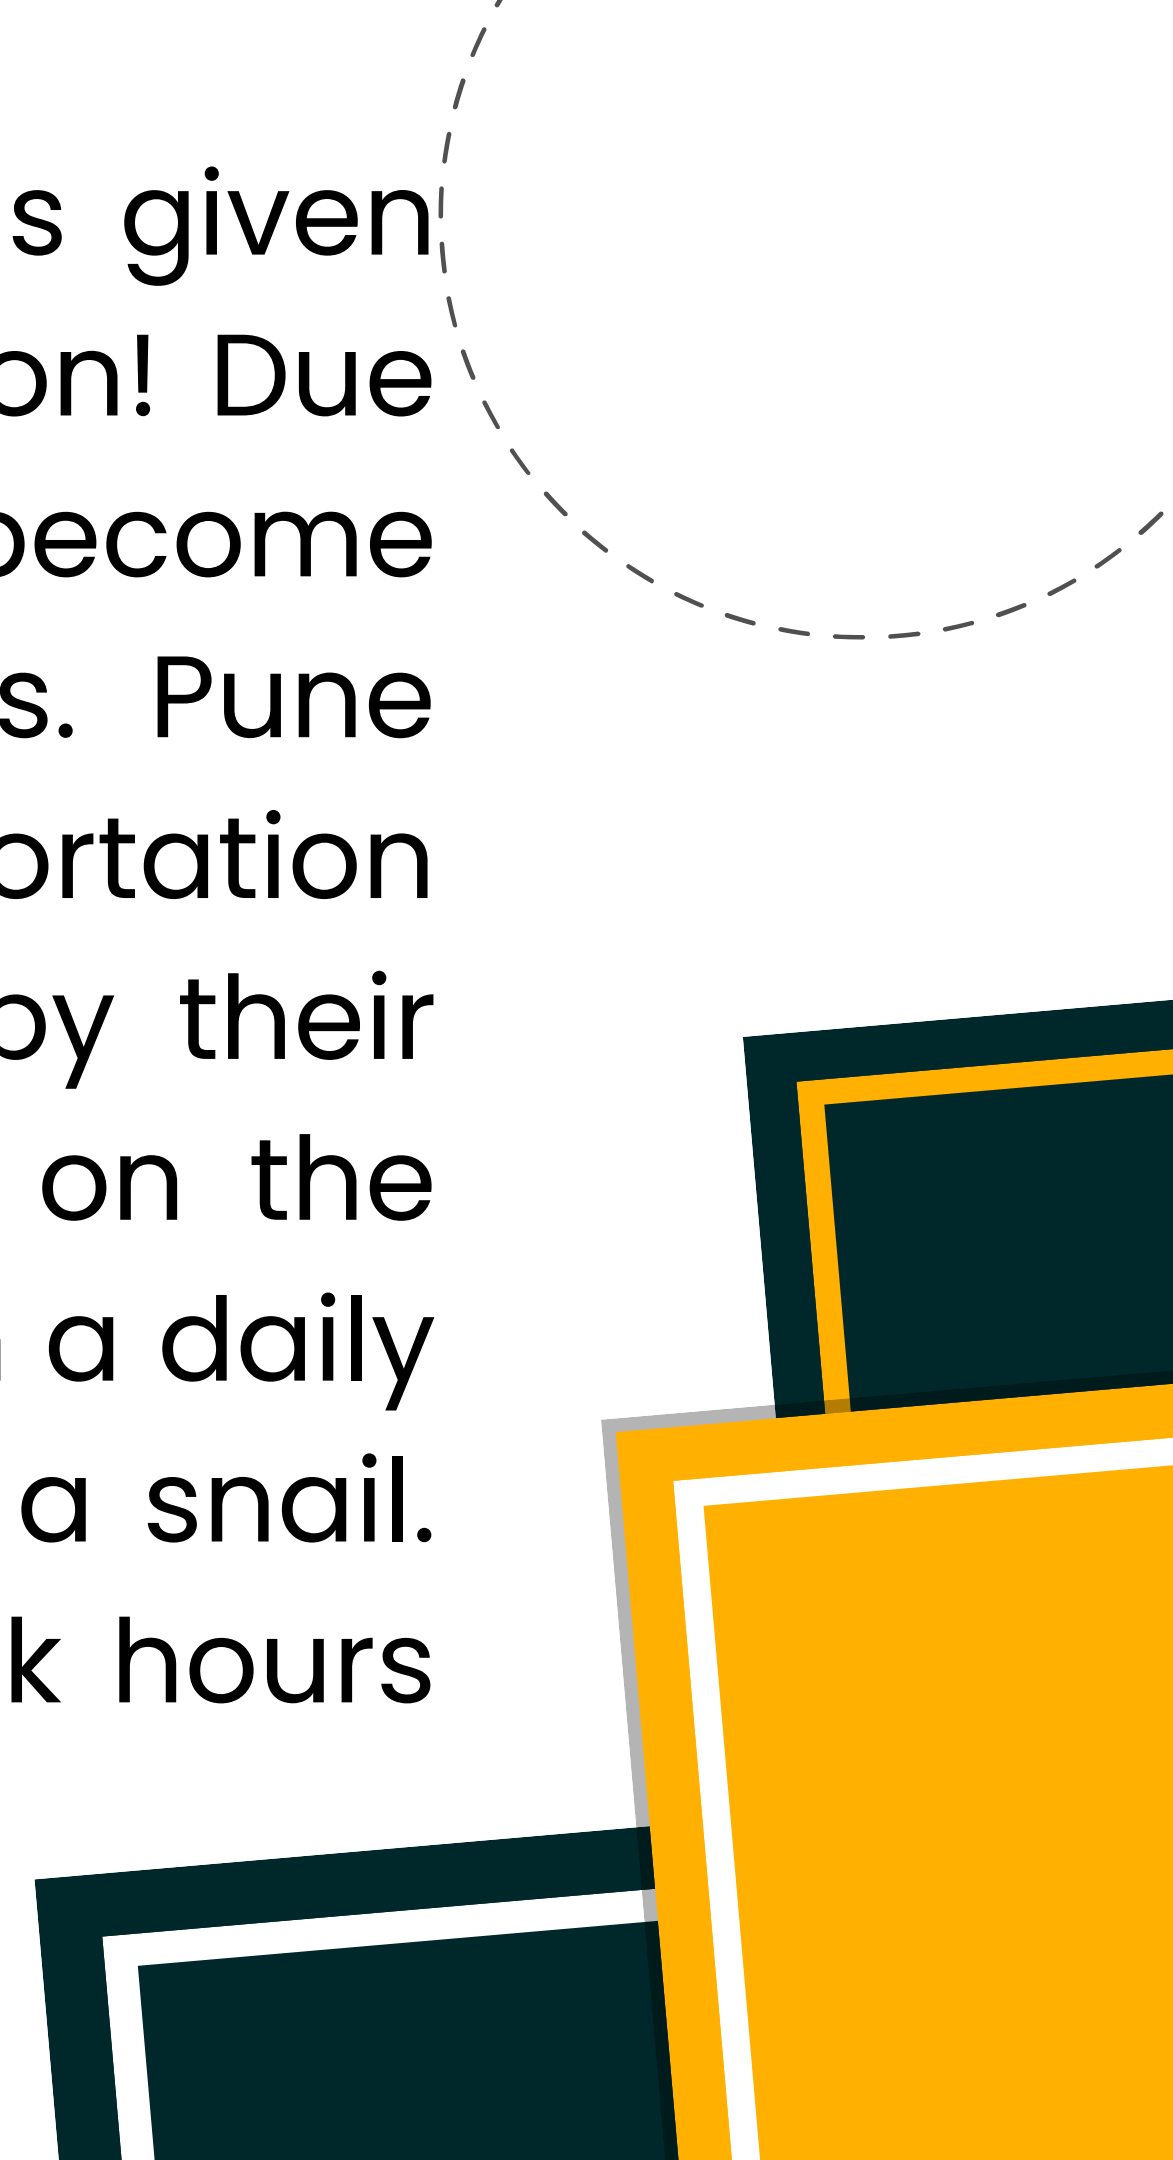 s given
on! Due
become
s. Pune
ortation
by their
on the
a daily
a snail.
k hours